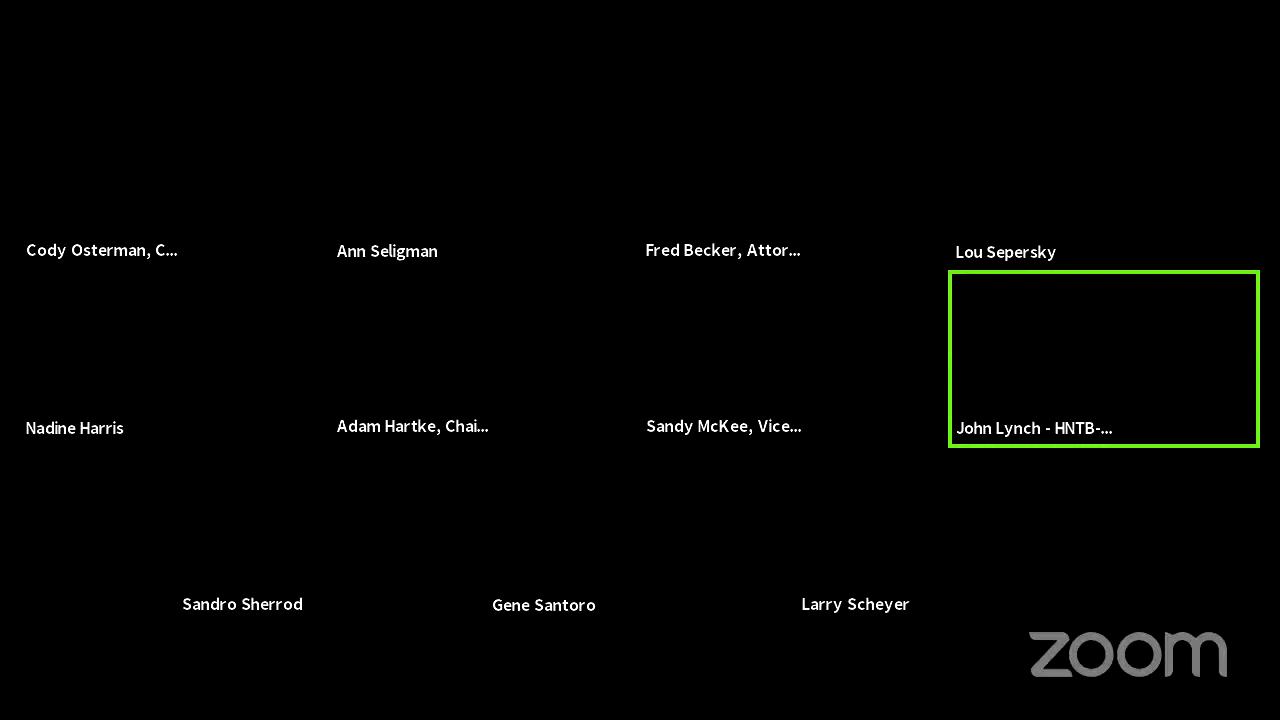 Cody Osterman, C...
Ann Seligman
Fred Becker, Attor...
Lou Sepersky
Nadine Harris
Adam Hartke, Chai...
Sandy McKee, Vice...
John Lynch - HNTB-...
Sandro Sherrod
Gene Santoro
Larry Scheyer
zoom